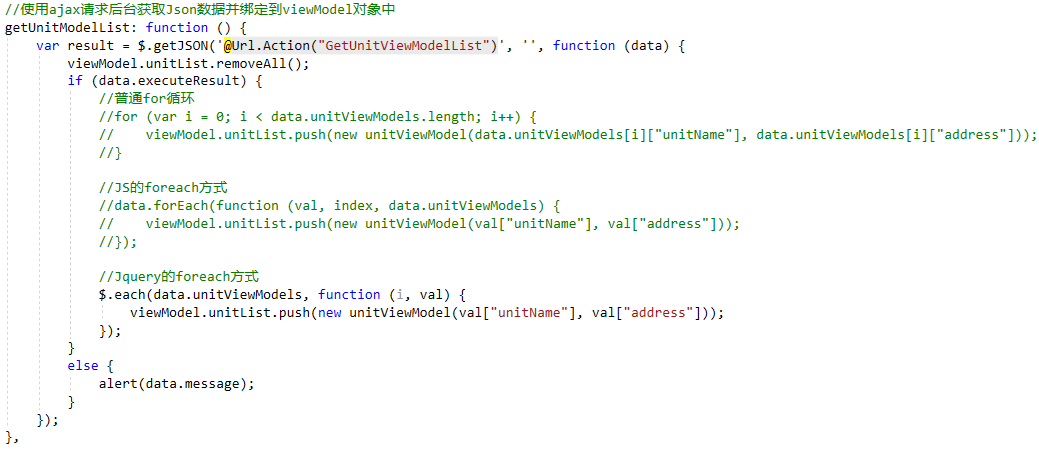 //使用ajax请求后台获取Json数据并绑定到viewModel对象中
getUnitModelList: function () {
    var result = $.getJSON('@Url.Action("GetUnitViewModelList")', '', function (data) {
        viewModel.unitList.removeAll();
        if (data.executeResult) {
            //普通for循环
            //for (var i = 0; i < data.unitViewModels.length; i++) {
            //    viewModel.unitList.push(new unitViewModel(data.unitViewModels[i]["unitName"], data.unitViewModels[i]["address"]));
            //}

            //JS的foreach方式
            //data.forEach(function (val, index, data.unitViewModels) {
            //    viewModel.unitList.push(new unitViewModel(val["unitName"], val["address"]));
            //});

            //Jquery的foreach方式
            $.each(data.unitViewModels, function (i, val) {
                viewModel.unitList.push(new unitViewModel(val["unitName"], val["address"]));
            });
        }
        else {
            alert(data.message);
        }
    });
},